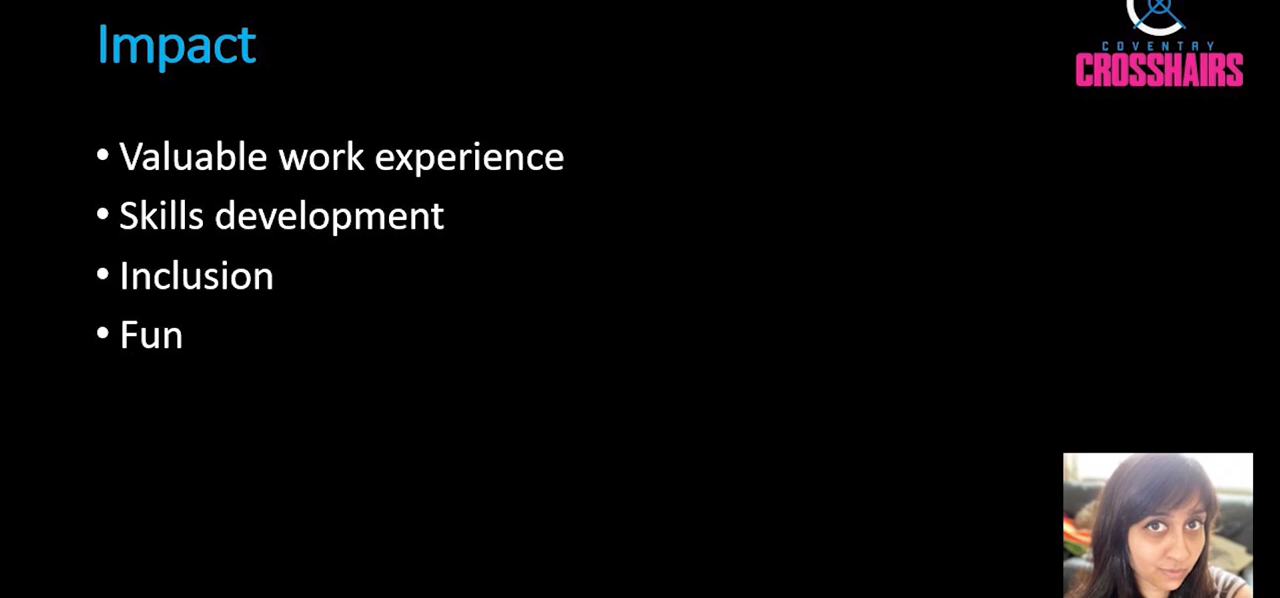 Impact
COVENTRY
CROSSHAIRS
• Valuable work experience
• Skills development
• Inclusion
• Fun